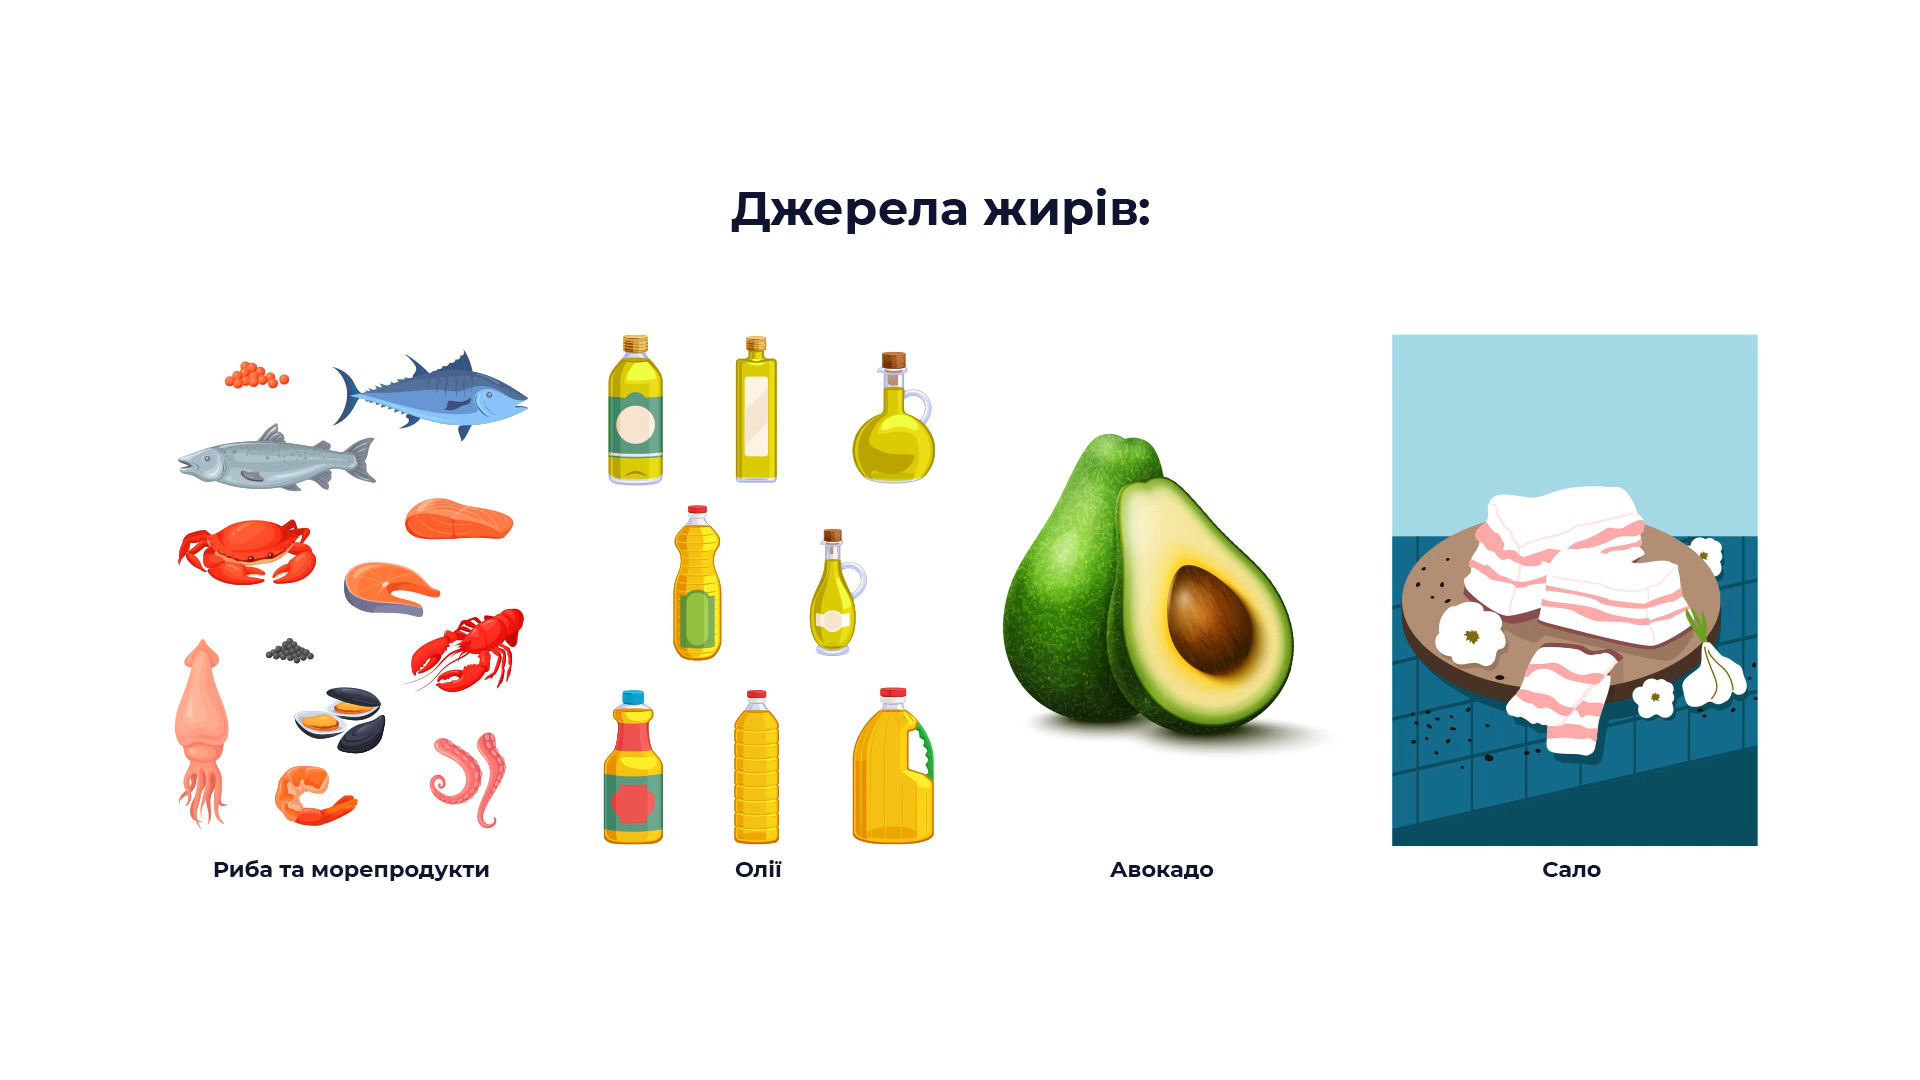 Джерела жирів:
Риба та морепродукти
Олії
Авокадо
Сало